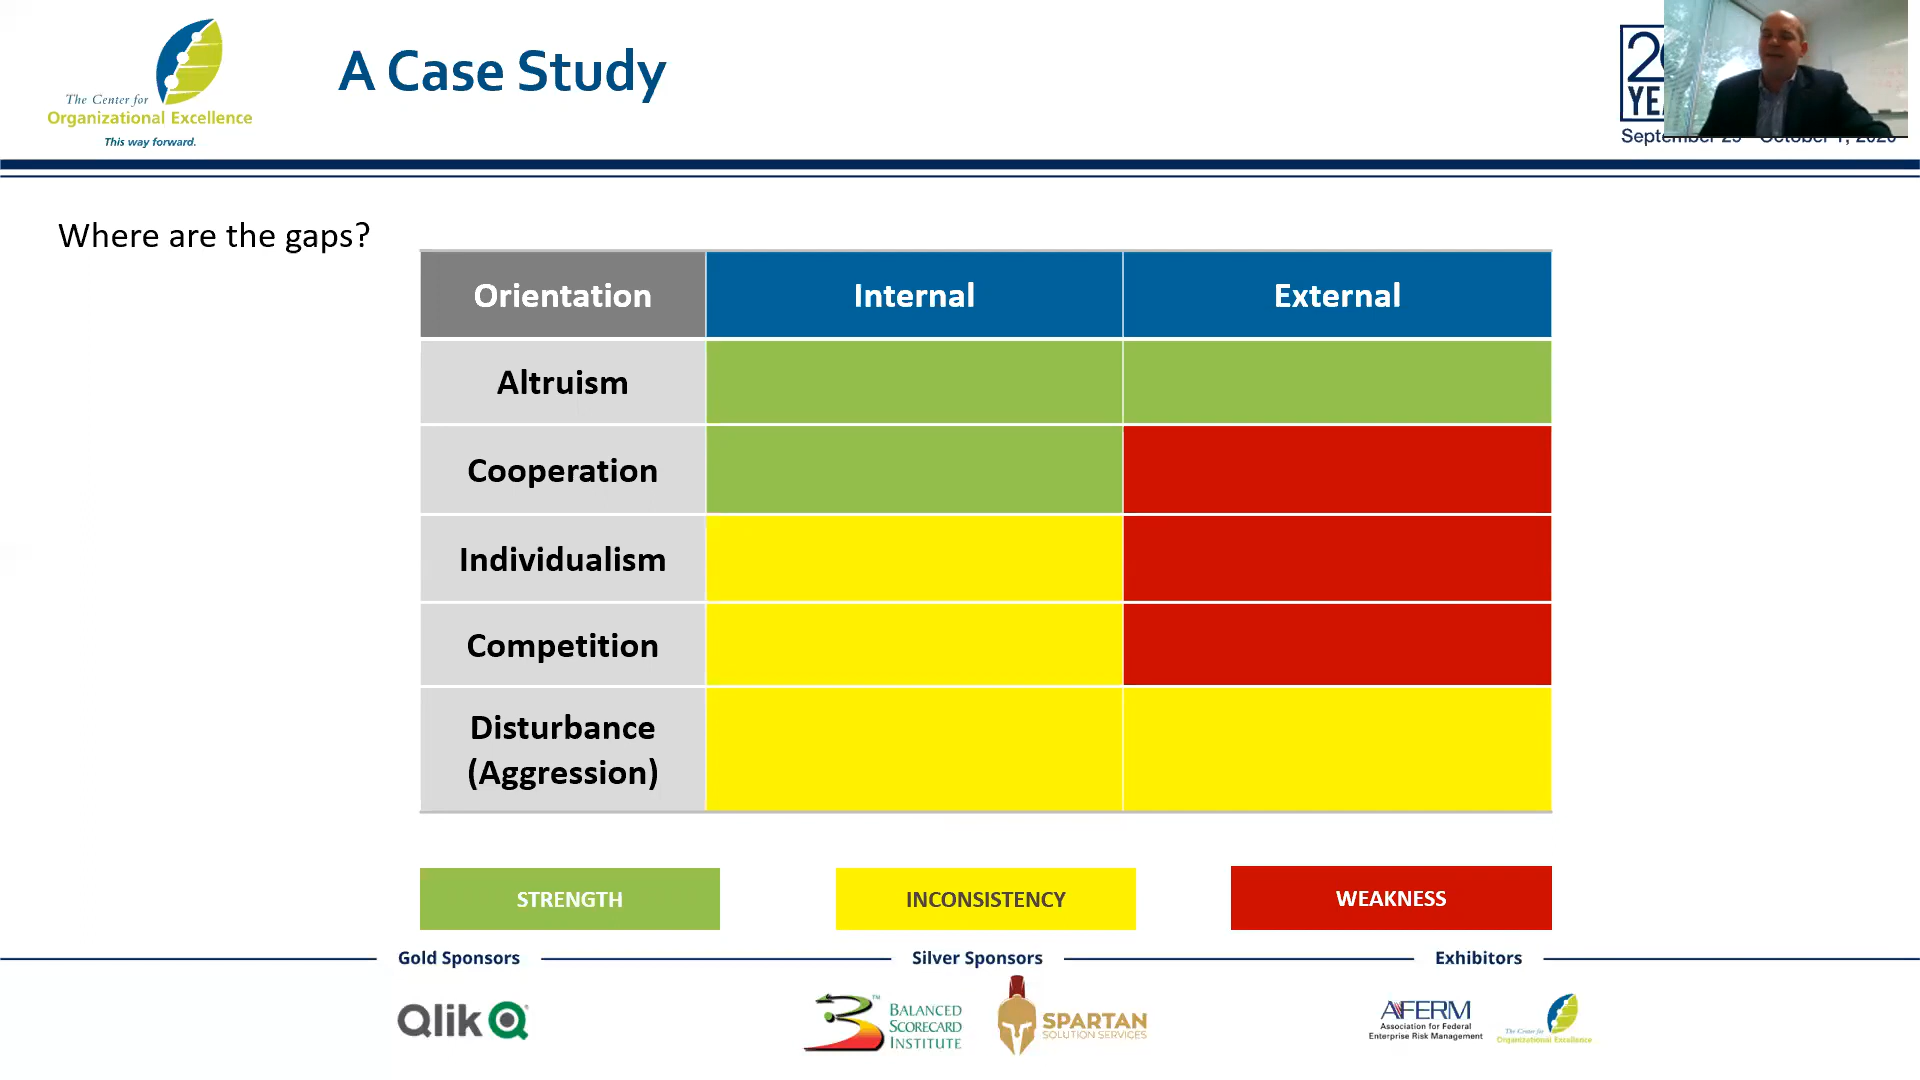 The Center for
Organizational Excellence
This way forward.
A Case Study
20
YE
September 29 - October 1, 2020
Where are the gaps?
Orientation Internal External
Altruism
Cooperation
Individualism
Competition
Disturbance
(Aggression)
STRENGTH INCONSISTENCY WEAKNESS
Gold Sponsors Silver Sponsors Exhibitors
Qlik
BALANCED
SCORECARD
INSTITUTE
TM
SPARTAN
SOLUTION SERVICES
AFERM
Association for Federal
Enterprise Risk Management
The Center for
Organizational Excellence